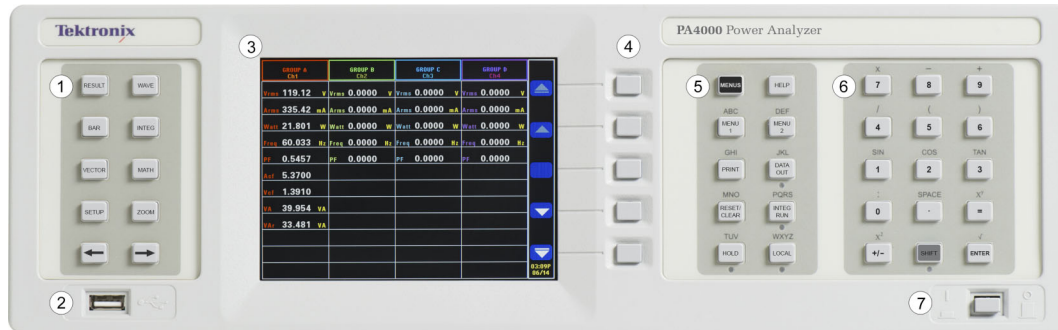 Tektronix
PA4000 Power Analyzer
1
RESULT WAVE
BAR INTEG
VECTOR MATH
SETUP ZOOM
2
3
GROUP A GROUP B GROUP C GROUP D
Ch1 Ch2 Ch3 Ch4
Vrms 119.12 V Vrms 0.0000 V Vrms 0.0000 V Vrms 0.0000 V
Arms 335.42 mA Arms 0.0000 mA Arms 0.0000 mA Arms 0.0000 mA
Watt 21.801 W Watt 0.0000 W Watt 0.0000 W Watt 0.0000 W
Freq 60.033 Hz Freq 0.0000 Hz Freq 0.0000 Hz Freq 0.0000 Hz
PF 0.5457 PF 0.0000 PF 0.0000 PF 0.0000
Acf 5.3700
Vcf 1.3910
VA 39.954 VA
VAr 33.481 VA
03:09P
06/14
4
5
MENUS HELP
ABC DEF
MENU 1 MENU 2
GHI JKL
PRINT DATA OUT
MNO PQRS
RESET/CLEAR INTEG RUN
TUV WXYZ
HOLD LOCAL
6
X − +
7 8 9
/ ( )
4 5 6
SIN COS TAN
1 2 3
: SPACE Xʸ
0 . =
X² √
+/− SHIFT ENTER
7